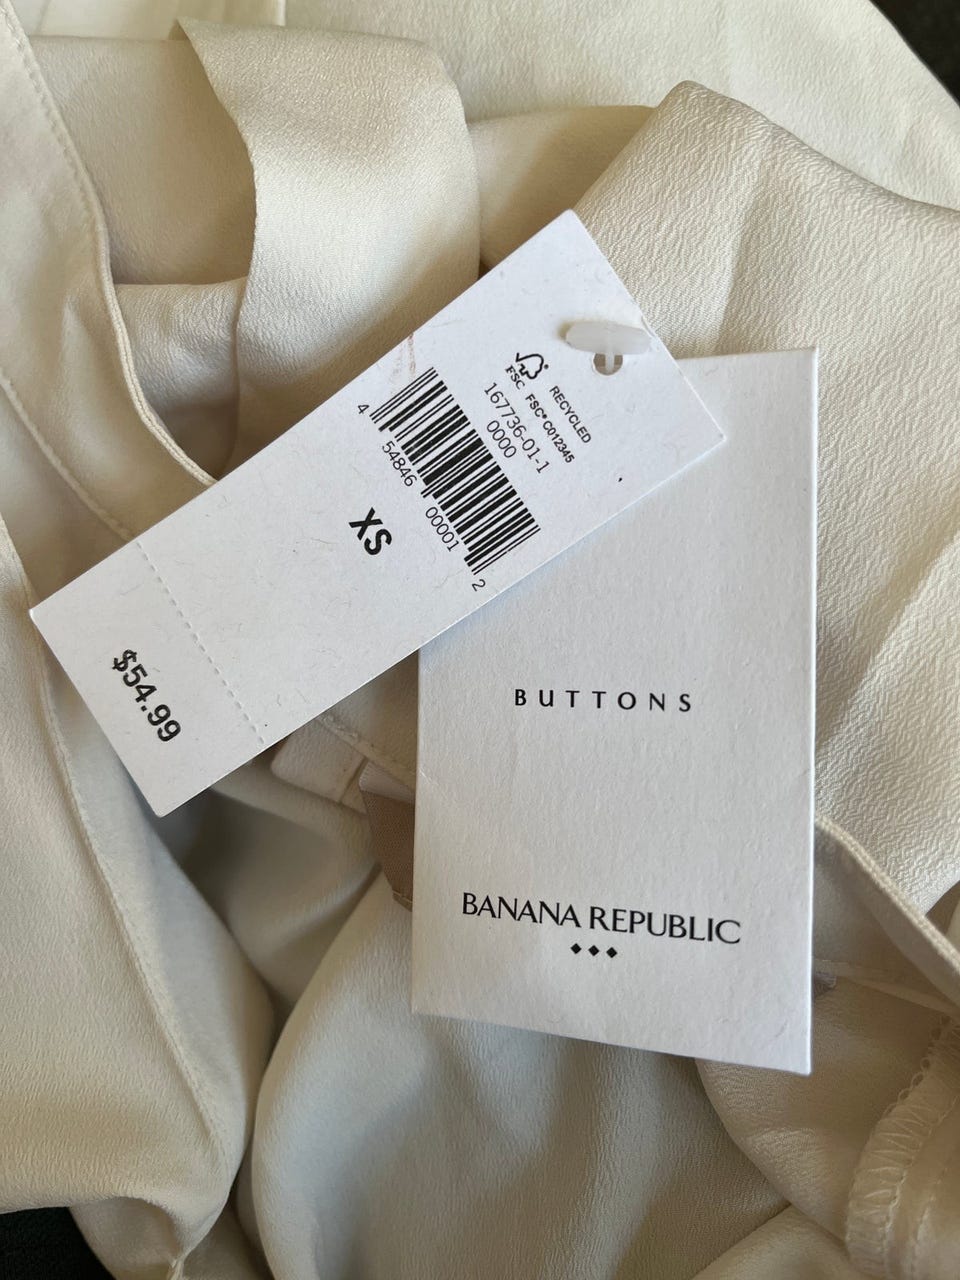 RECYCLED
FSC
FSC® C012345
167736-01-1
0000
4 54846 00001 2
XS
$54.99
BUTTONS
BANANA REPUBLIC